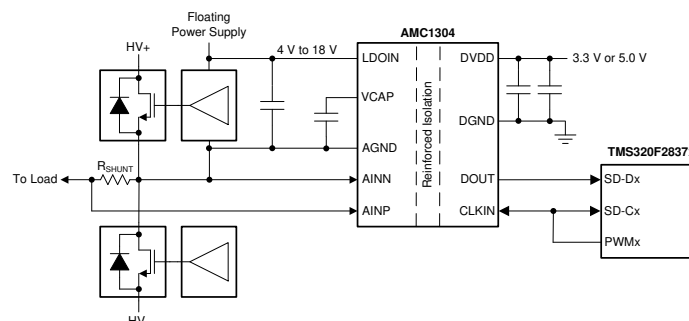 Floating
Power Supply
AMC1304
HV+
4 V to 18 V
LDOIN
DVDD
3.3 V or 5.0 V
VCAP
Reinforced Isolation
DGND
AGND
TMS320F2837
RSHUNT
To Load
AINN
DOUT
SD-Dx
AINP
CLKIN
SD-Cx
PWMx
HV